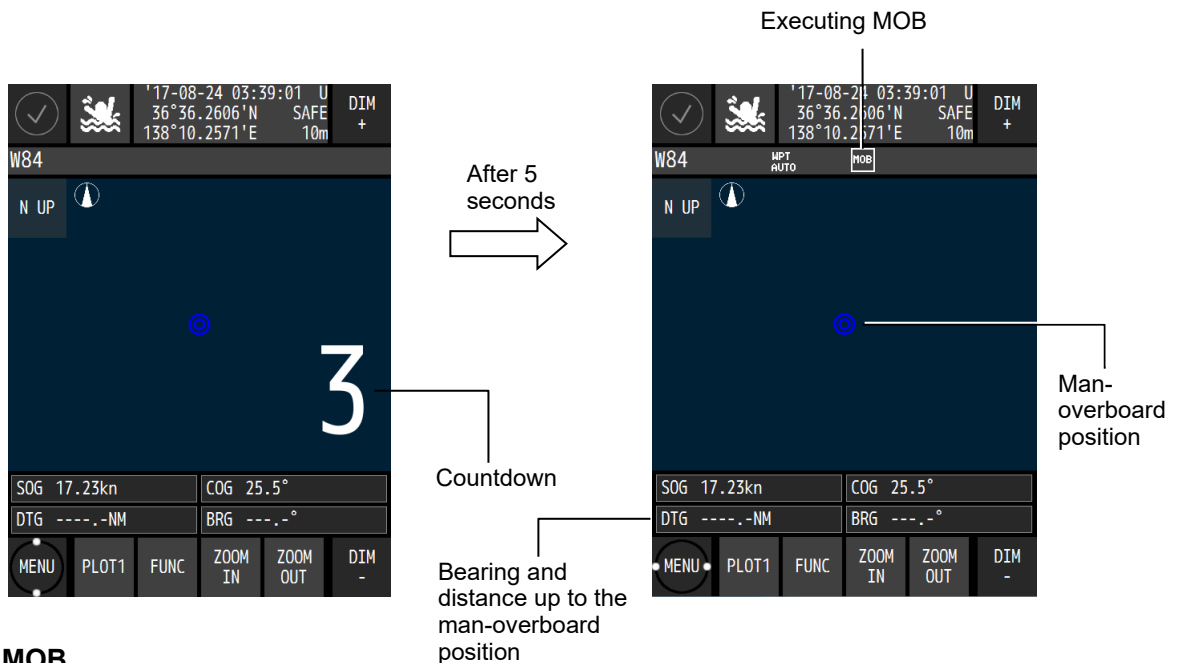 Executing MOB
'17-08-24 03:39:01 U
36°36.2606'N SAFE
138°10.2571'E 10m
DIM
+
W84
N UP
3
SOG 17.23kn
COG 25.5°
DTG ----.-NM
BRG ---.-°
MENU
PLOT1
FUNC
ZOOM
IN
ZOOM
OUT
DIM
-
After 5
seconds
Countdown
Bearing and
distance up to the
man-overboard
position
'17-08-24 03:39:01 U
36°36.2606'N SAFE
138°10.2571'E 10m
DIM
+
W84
WPT
AUTO
MOB
N UP
SOG 17.23kn
COG 25.5°
DTG ----.-NM
BRG ---.-°
MENU
PLOT1
FUNC
ZOOM
IN
ZOOM
OUT
DIM
-
Man-
overboard
position
MOB